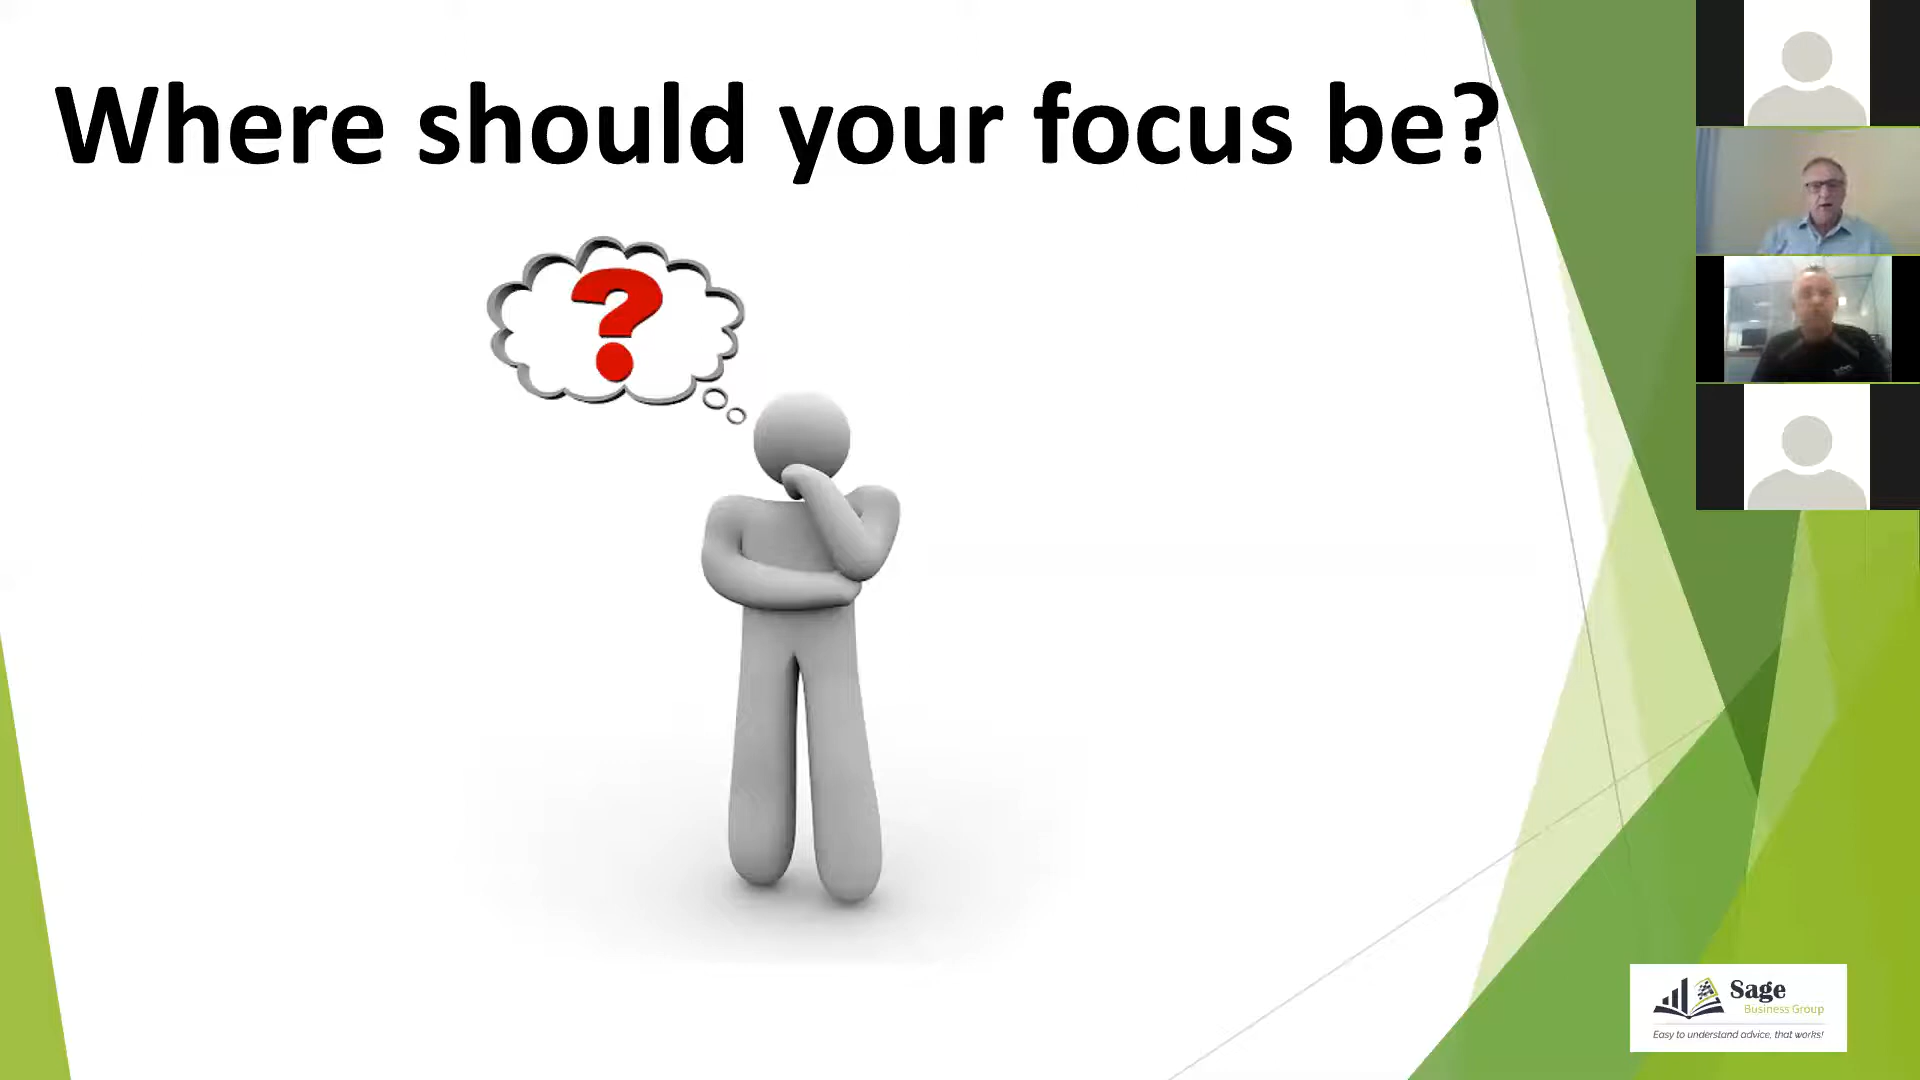 Where should your focus be?
?
Sage
Business Group
Easy to understand advice, that works!